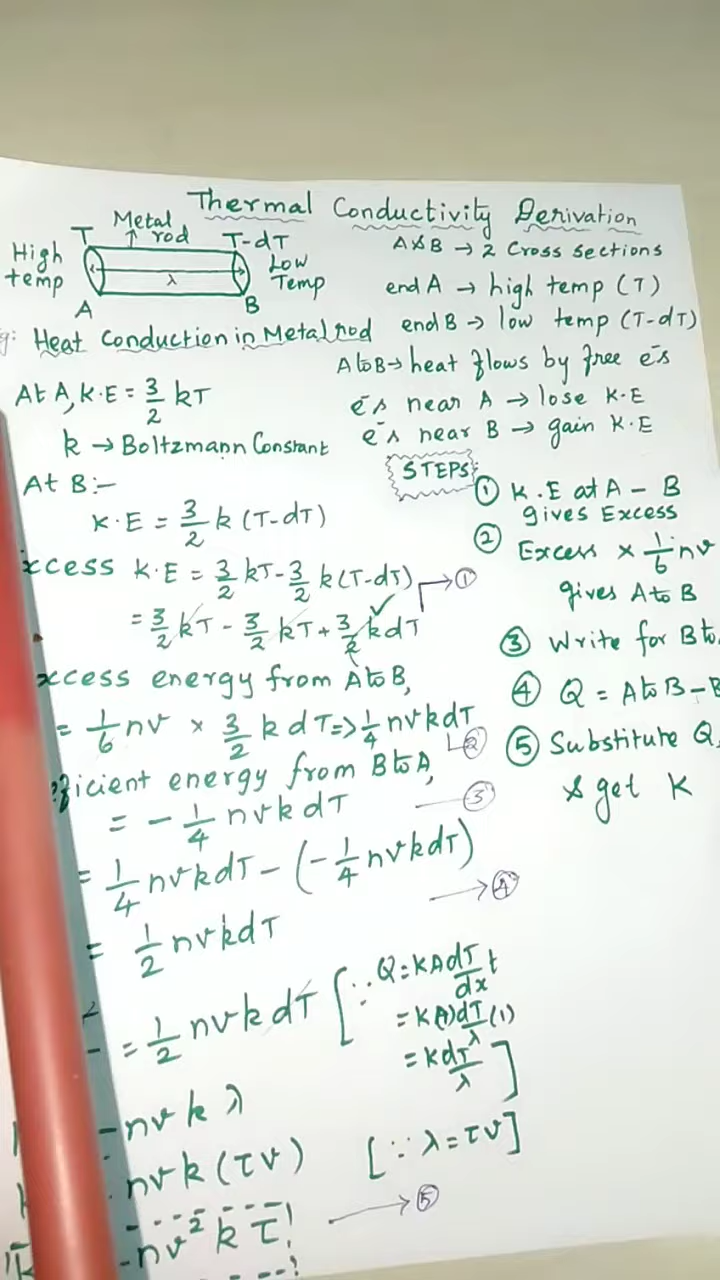 Thermal Conductivity Derivation
Metal rod
T
T-dT
High temp
Low Temp
λ
A
B
A & B → 2 Cross sections
end A → high temp (T)
end B → low temp (T-dT)
Heat Conduction in Metal rod
A to B → heat flows by free e⁻s
At A, K.E = 3/2 kT
e⁻s near A → lose K.E
k → Boltzmann Constant
e⁻s near B → gain K.E
At B:-
K.E = 3/2 k (T-dT)
xcess K.E = 3/2 kT - 3/2 k (T-dT)
= 3/2 kT - 3/2 kT + 3/2 k dT → ①
xcess energy from A to B,
= 1/6 nv × 3/2 k dT => 1/4 nvkdT ②
ficient energy from B to A,
= - 1/4 nvkdT — ③
= 1/4 nvkdT - (- 1/4 nvkdT)
→ ④
= 1/2 nvkdT
= 1/2 nvkdT [∵ Q = KA dT/dx t
= K(1) dT/λ (1)
= K dT/λ ]
nvkλ
nvk(τv) [∵ λ = τv]
nv² kτ → ⑤
STEPS
① K.E at A - B
gives Excess
② Excess × 1/6 nv
gives A to B
③ Write for B to
④ Q = A to B - B
⑤ Substitute Q,
& get K